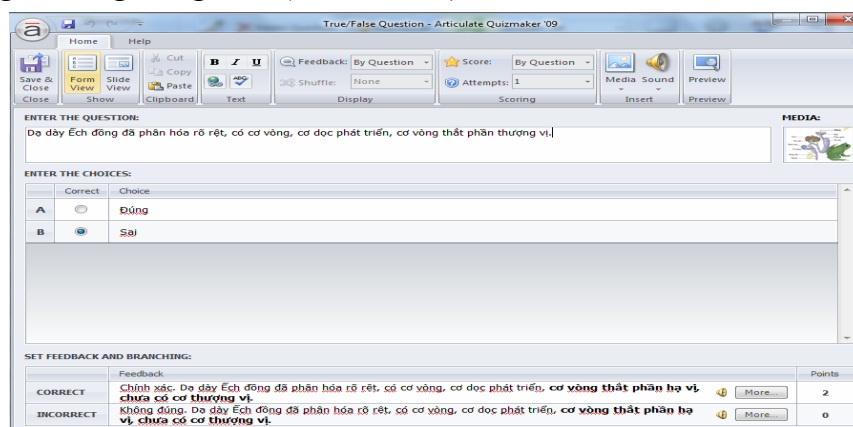 True/False Question - Articulate Quizmaker '09
Home Help
Save & Close
Form View
Slide View
Cut
Copy
Paste
B I U
ABC
Feedback: By Question
Shuffle: None
Score: By Question
Attempts: 1
Media Sound
Preview
Close Show Clipboard Text Display Scoring Insert Preview
ENTER THE QUESTION: MEDIA:
Dạ dày Ếch đồng đã phân hóa rõ rệt, có cơ vòng, cơ dọc phát triển, cơ vòng thắt phần thượng vị.
ENTER THE CHOICES:
Correct Choice
A Đúng
B Sai
SET FEEDBACK AND BRANCHING:
Feedback Points
CORRECT Chính xác. Dạ dày Ếch đồng đã phân hóa rõ rệt, có cơ vòng, cơ dọc phát triển, cơ vòng thắt phần hạ vị, More... 2
chưa có cơ thượng vị.
INCORRECT Không đúng. Dạ dày Ếch đồng đã phân hóa rõ rệt, có cơ vòng, cơ dọc phát triển, cơ vòng thắt phần hạ More... 0
vị, chưa có cơ thượng vị.